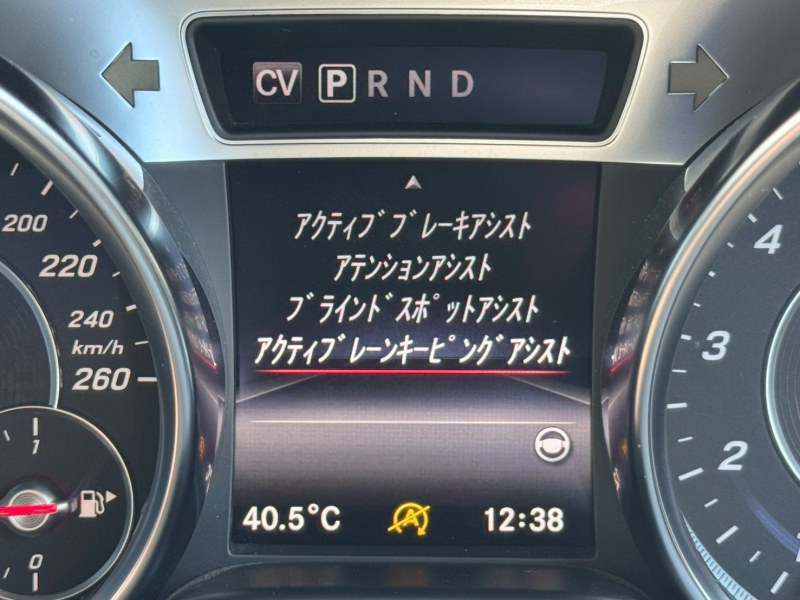 CV P R N D
アクティブブレーキアシスト
アテンションアシスト
ブラインドスポットアシスト
アクティブレーンキーピングアシスト
40.5°C A 12:38
200
220
240
km/h
260
1
0
4
3
2
1